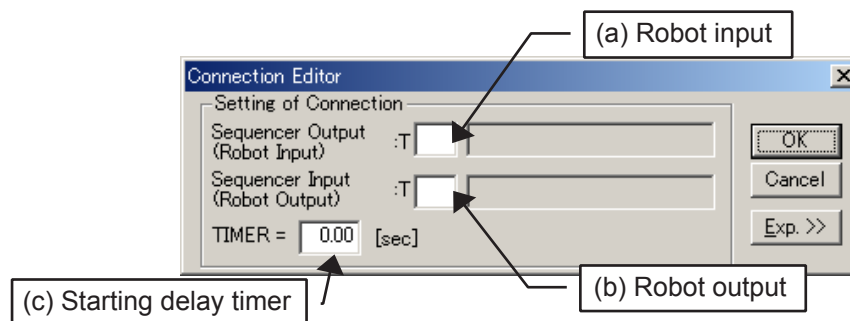 (a) Robot input
Connection Editor
Setting of Connection
Sequencer Output
(Robot Input)
:T
OK
Sequencer Input
(Robot Output)
:T
Cancel
TIMER = 0.00 [sec]
Exp. >>
(b) Robot output
(c) Starting delay timer